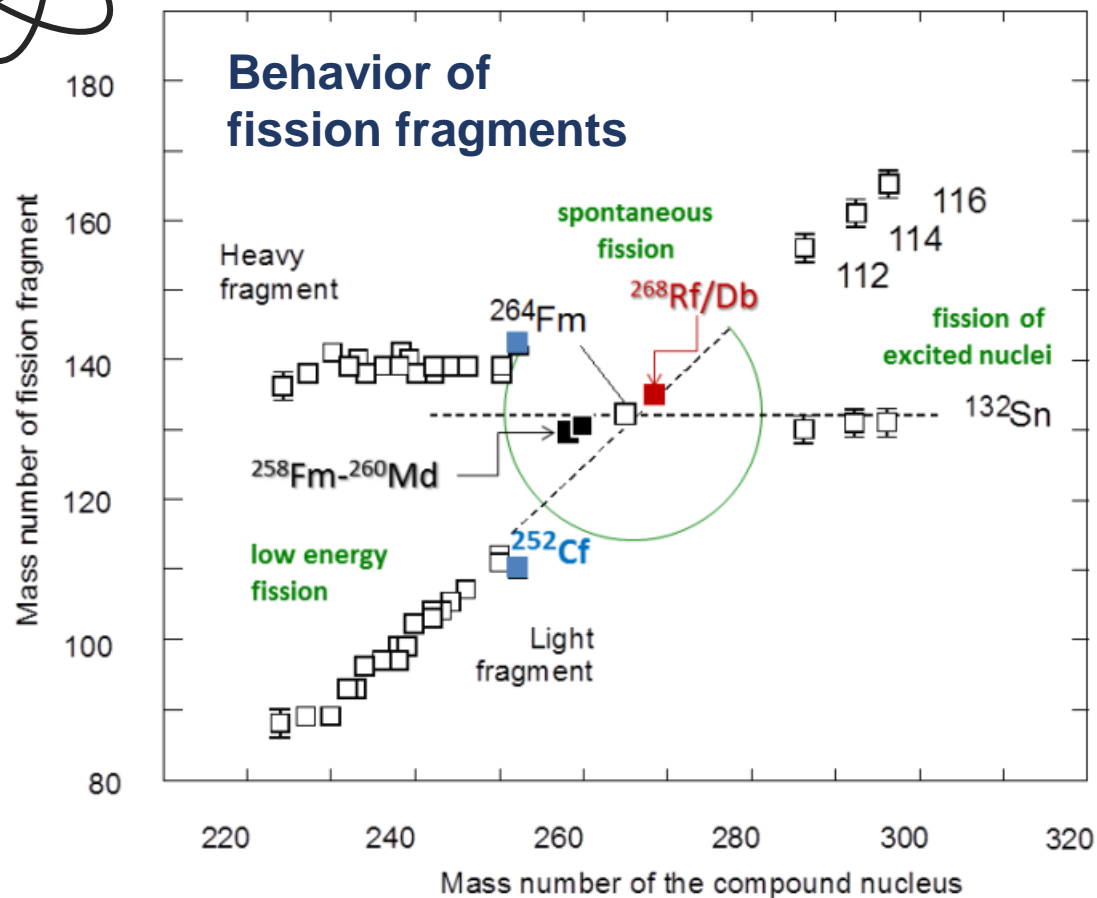 Behavior of
fission fragments
180
160
140
120
100
80
Mass number of fission fragment
Heavy
fragment
spontaneous
fission
116
114
112
²⁶⁴Fm
²⁶⁸Rf/Db
fission of
excited nuclei
¹³²Sn
²⁵⁸Fm-²⁶⁰Md
²⁵²Cf
low energy
fission
Light
fragment
220 240 260 280 300 320
Mass number of the compound nucleus